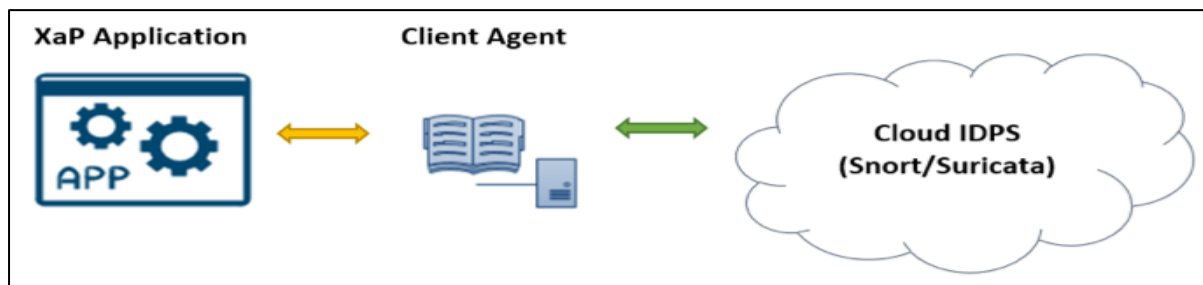 XaP Application
Client Agent
APP
Cloud IDPS
(Snort/Suricata)